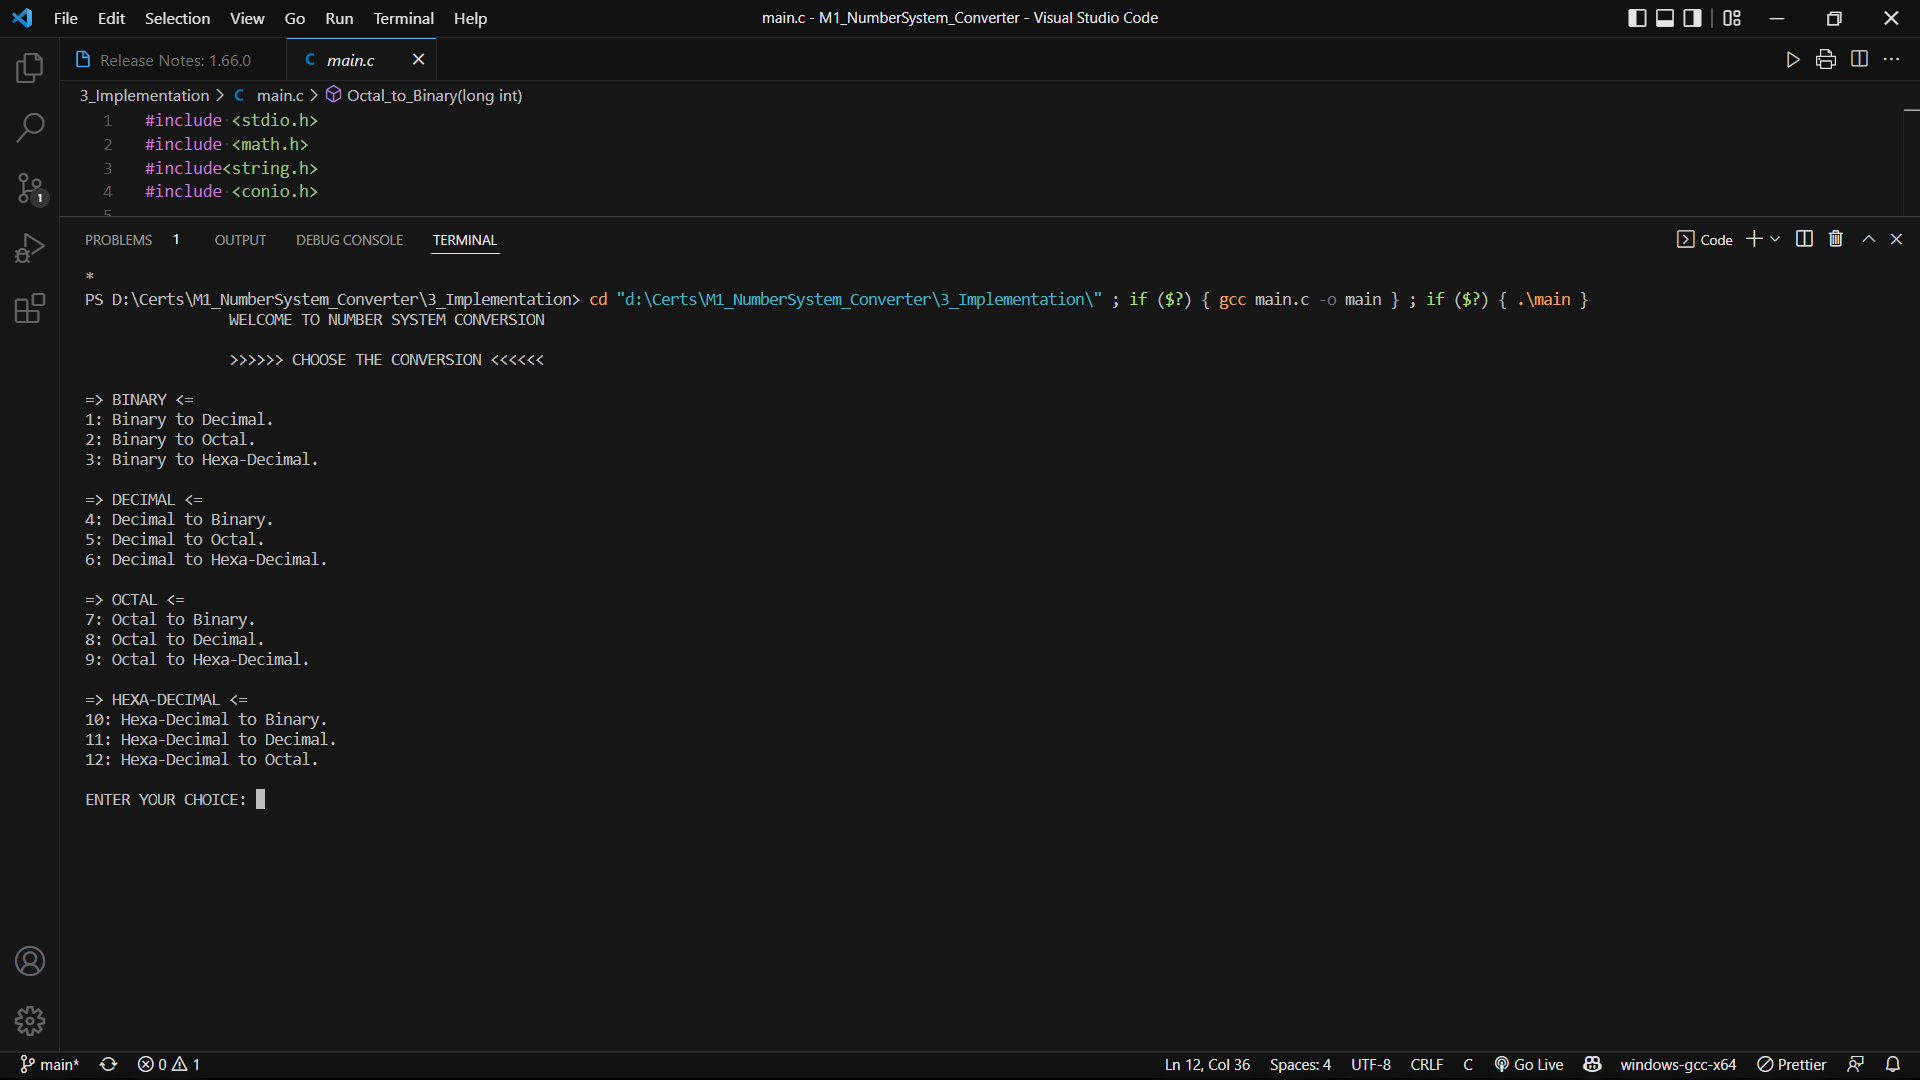 File Edit Selection View Go Run Terminal Help
main.c - M1_NumberSystem_Converter - Visual Studio Code
Release Notes: 1.66.0
C main.c
3_Implementation > C main.c > Octal_to_Binary(long int)
1 #include <stdio.h>
2 #include <math.h>
3 #include<string.h>
4 #include <conio.h>
5
1
PROBLEMS 1 OUTPUT DEBUG CONSOLE TERMINAL
Code
*
PS D:\Certs\M1_NumberSystem_Converter\3_Implementation> cd "d:\Certs\M1_NumberSystem_Converter\3_Implementation\" ; if ($?) { gcc main.c -o main } ; if ($?) { .\main }
WELCOME TO NUMBER SYSTEM CONVERSION
>>>>>> CHOOSE THE CONVERSION <<<<<<
=> BINARY <=
1: Binary to Decimal.
2: Binary to Octal.
3: Binary to Hexa-Decimal.
=> DECIMAL <=
4: Decimal to Binary.
5: Decimal to Octal.
6: Decimal to Hexa-Decimal.
=> OCTAL <=
7: Octal to Binary.
8: Octal to Decimal.
9: Octal to Hexa-Decimal.
=> HEXA-DECIMAL <=
10: Hexa-Decimal to Binary.
11: Hexa-Decimal to Decimal.
12: Hexa-Decimal to Octal.
ENTER YOUR CHOICE:
main* 0 1 Ln 12, Col 36 Spaces: 4 UTF-8 CRLF C Go Live windows-gcc-x64 Prettier